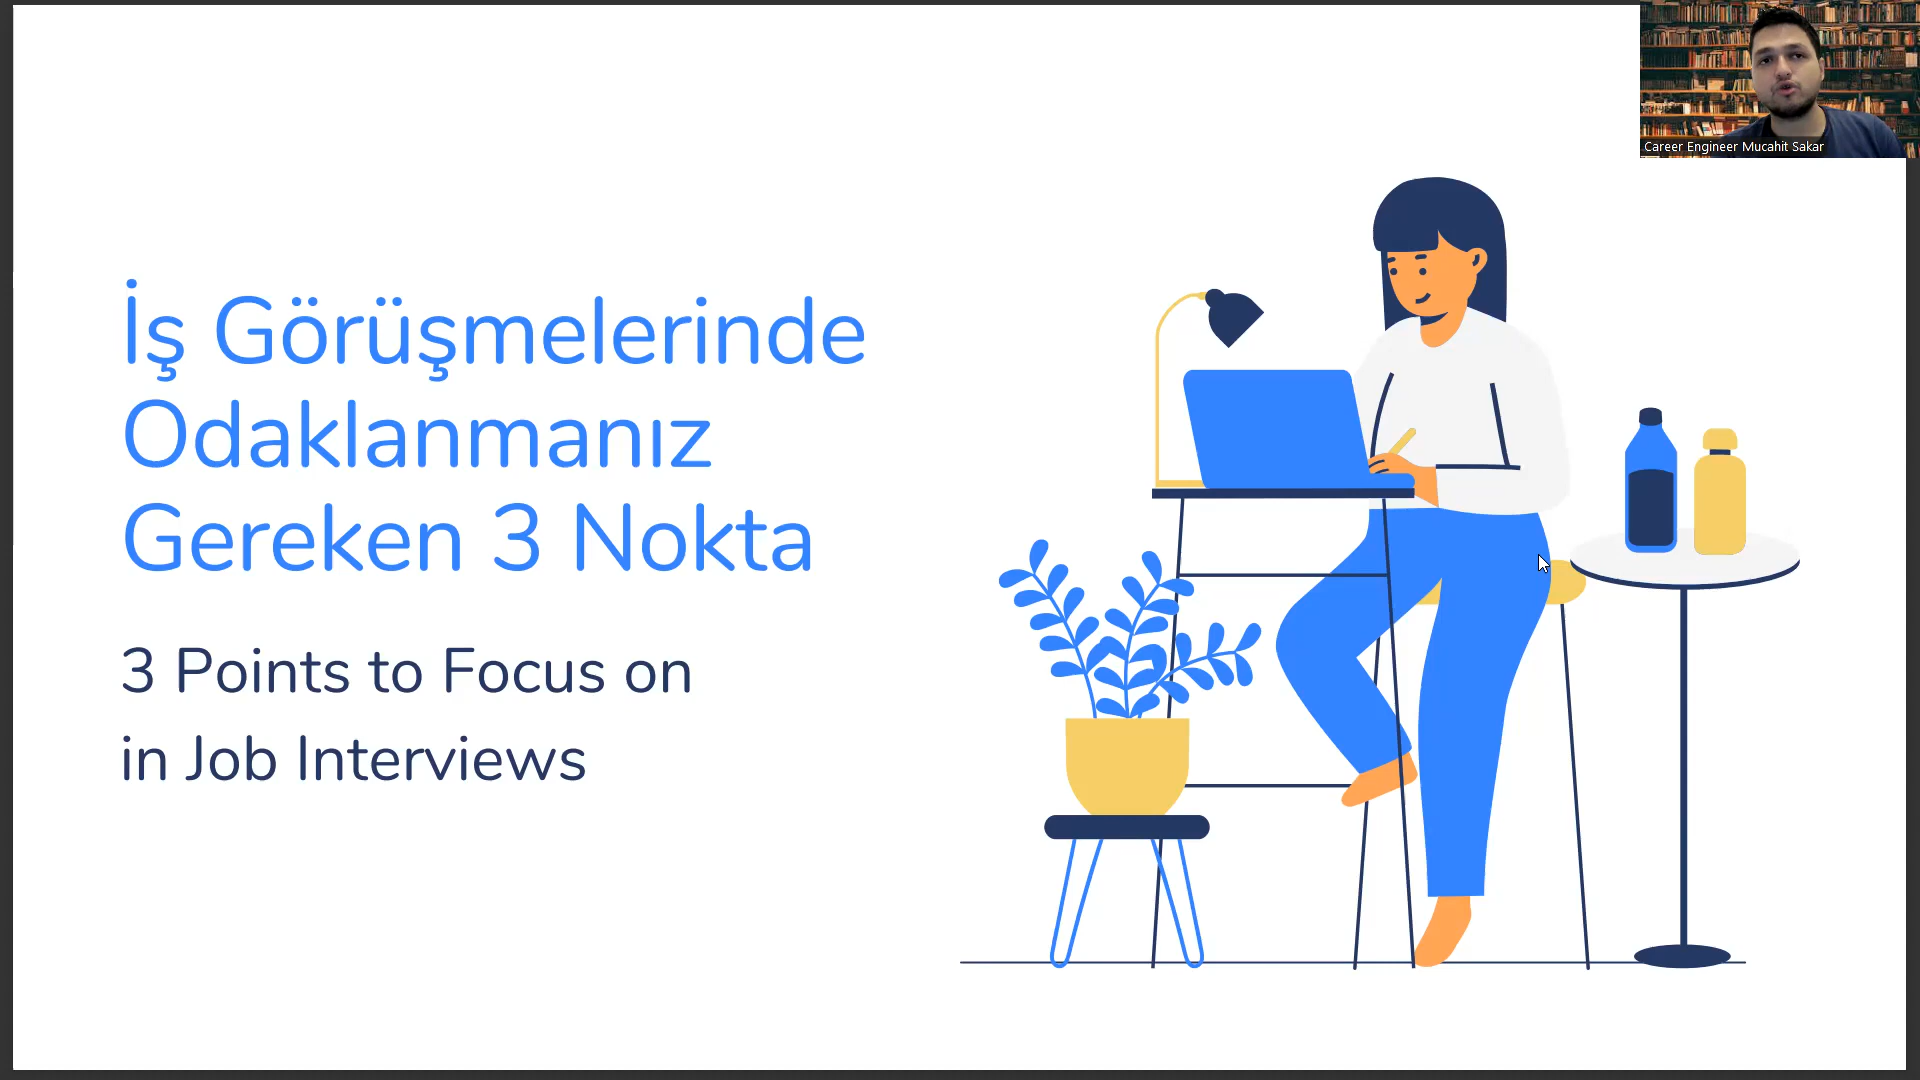 Career Engineer Mucahit Sakar
İş Görüşmelerinde
Odaklanmanız
Gereken 3 Nokta
3 Points to Focus on
in Job Interviews